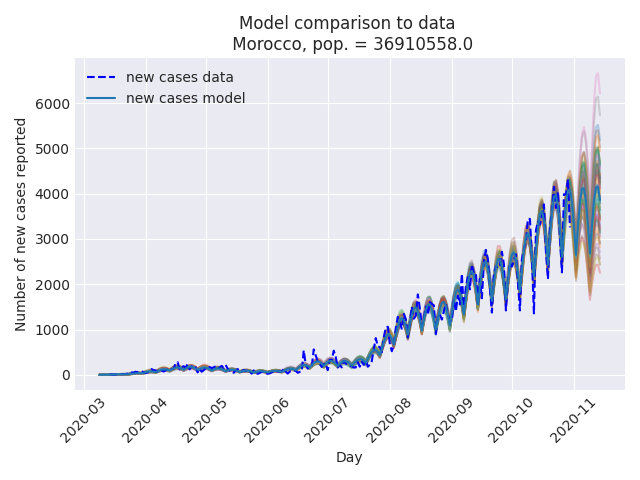 Model comparison to data
Morocco, pop. = 36910558.0
new cases data
new cases model
Number of new cases reported
6000
5000
4000
3000
2000
1000
0
2020-03
2020-04
2020-05
2020-06
2020-07
2020-08
2020-09
2020-10
2020-11
Day